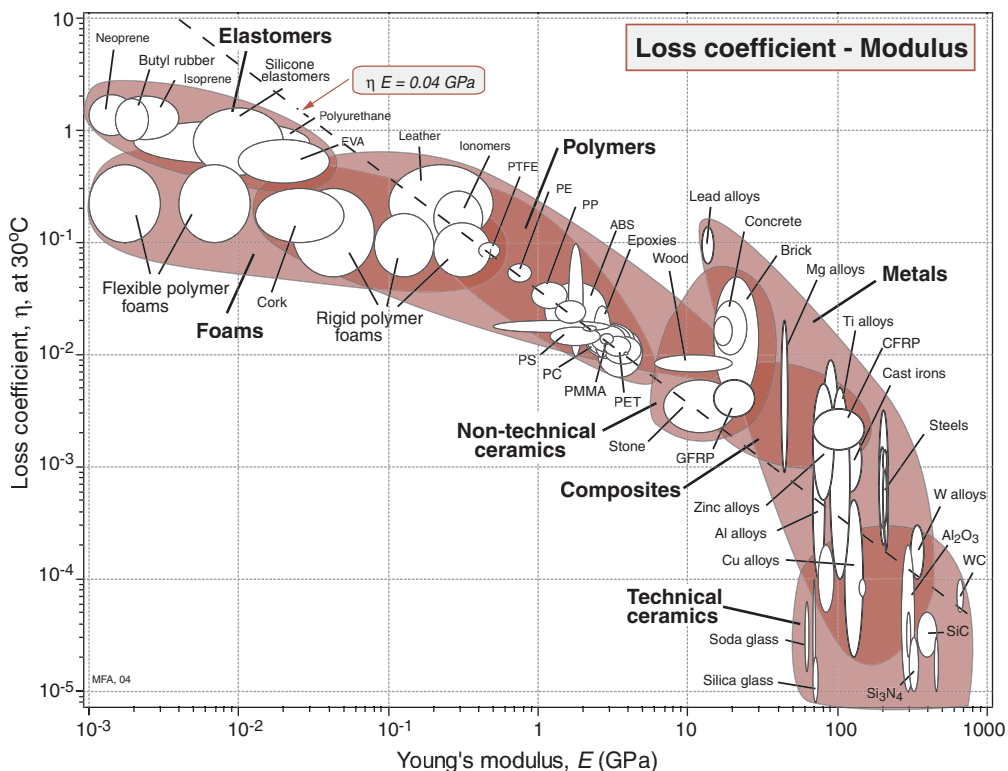 Loss coefficient - Modulus
10
1
10-1
10-2
10-3
10-4
10-5
Loss coefficient, η, at 30ºC
Neoprene
Butyl rubber
Isoprene
Elastomers
Silicone
elastomers
η E = 0.04 GPa
Polyurethane
EVA
Leather
Ionomers
PTFE
Polymers
PE
PP
ABS
Epoxies
Wood
Lead alloys
Concrete
Brick
Mg alloys
Metals
Ti alloys
CFRP
Cast irons
Steels
W alloys
Al2O3
WC
SiC
Si3N4
Flexible polymer
foams
Foams
Cork
Rigid polymer
foams
PS
PC
PMMA
PET
Non-technical
ceramics
Stone
GFRP
Composites
Zinc alloys
Al alloys
Cu alloys
Technical
ceramics
Soda glass
Silica glass
MFA, 04
10-3
10-2
10-1
1
10
100
1000
Young's modulus, E (GPa)